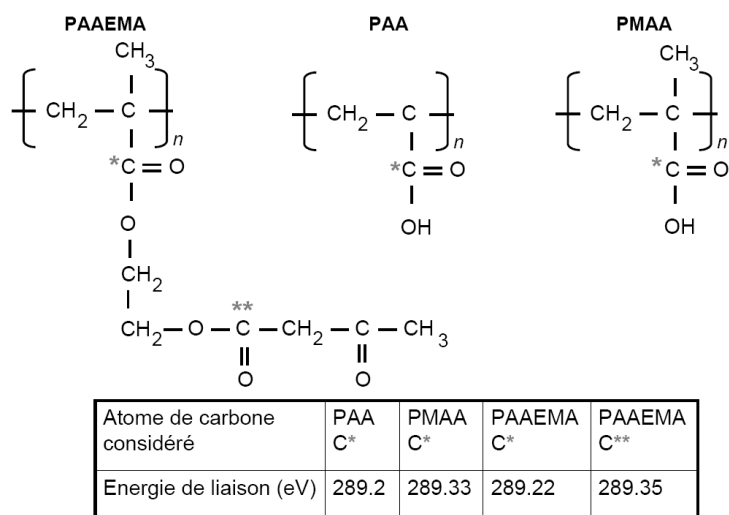 PAAEMA
PAA
PMAA
CH3
CH3
CH2 C n
CH2 C n
CH2 C n
*C = O
*C = O
*C = O
O
OH
OH
CH2
**
CH2 O C CH2 C CH3
O O
Atome de carbone considéré PAA C* PMAA C* PAAEMA C* PAAEMA C**
Energie de liaison (eV) 289.2 289.33 289.22 289.35